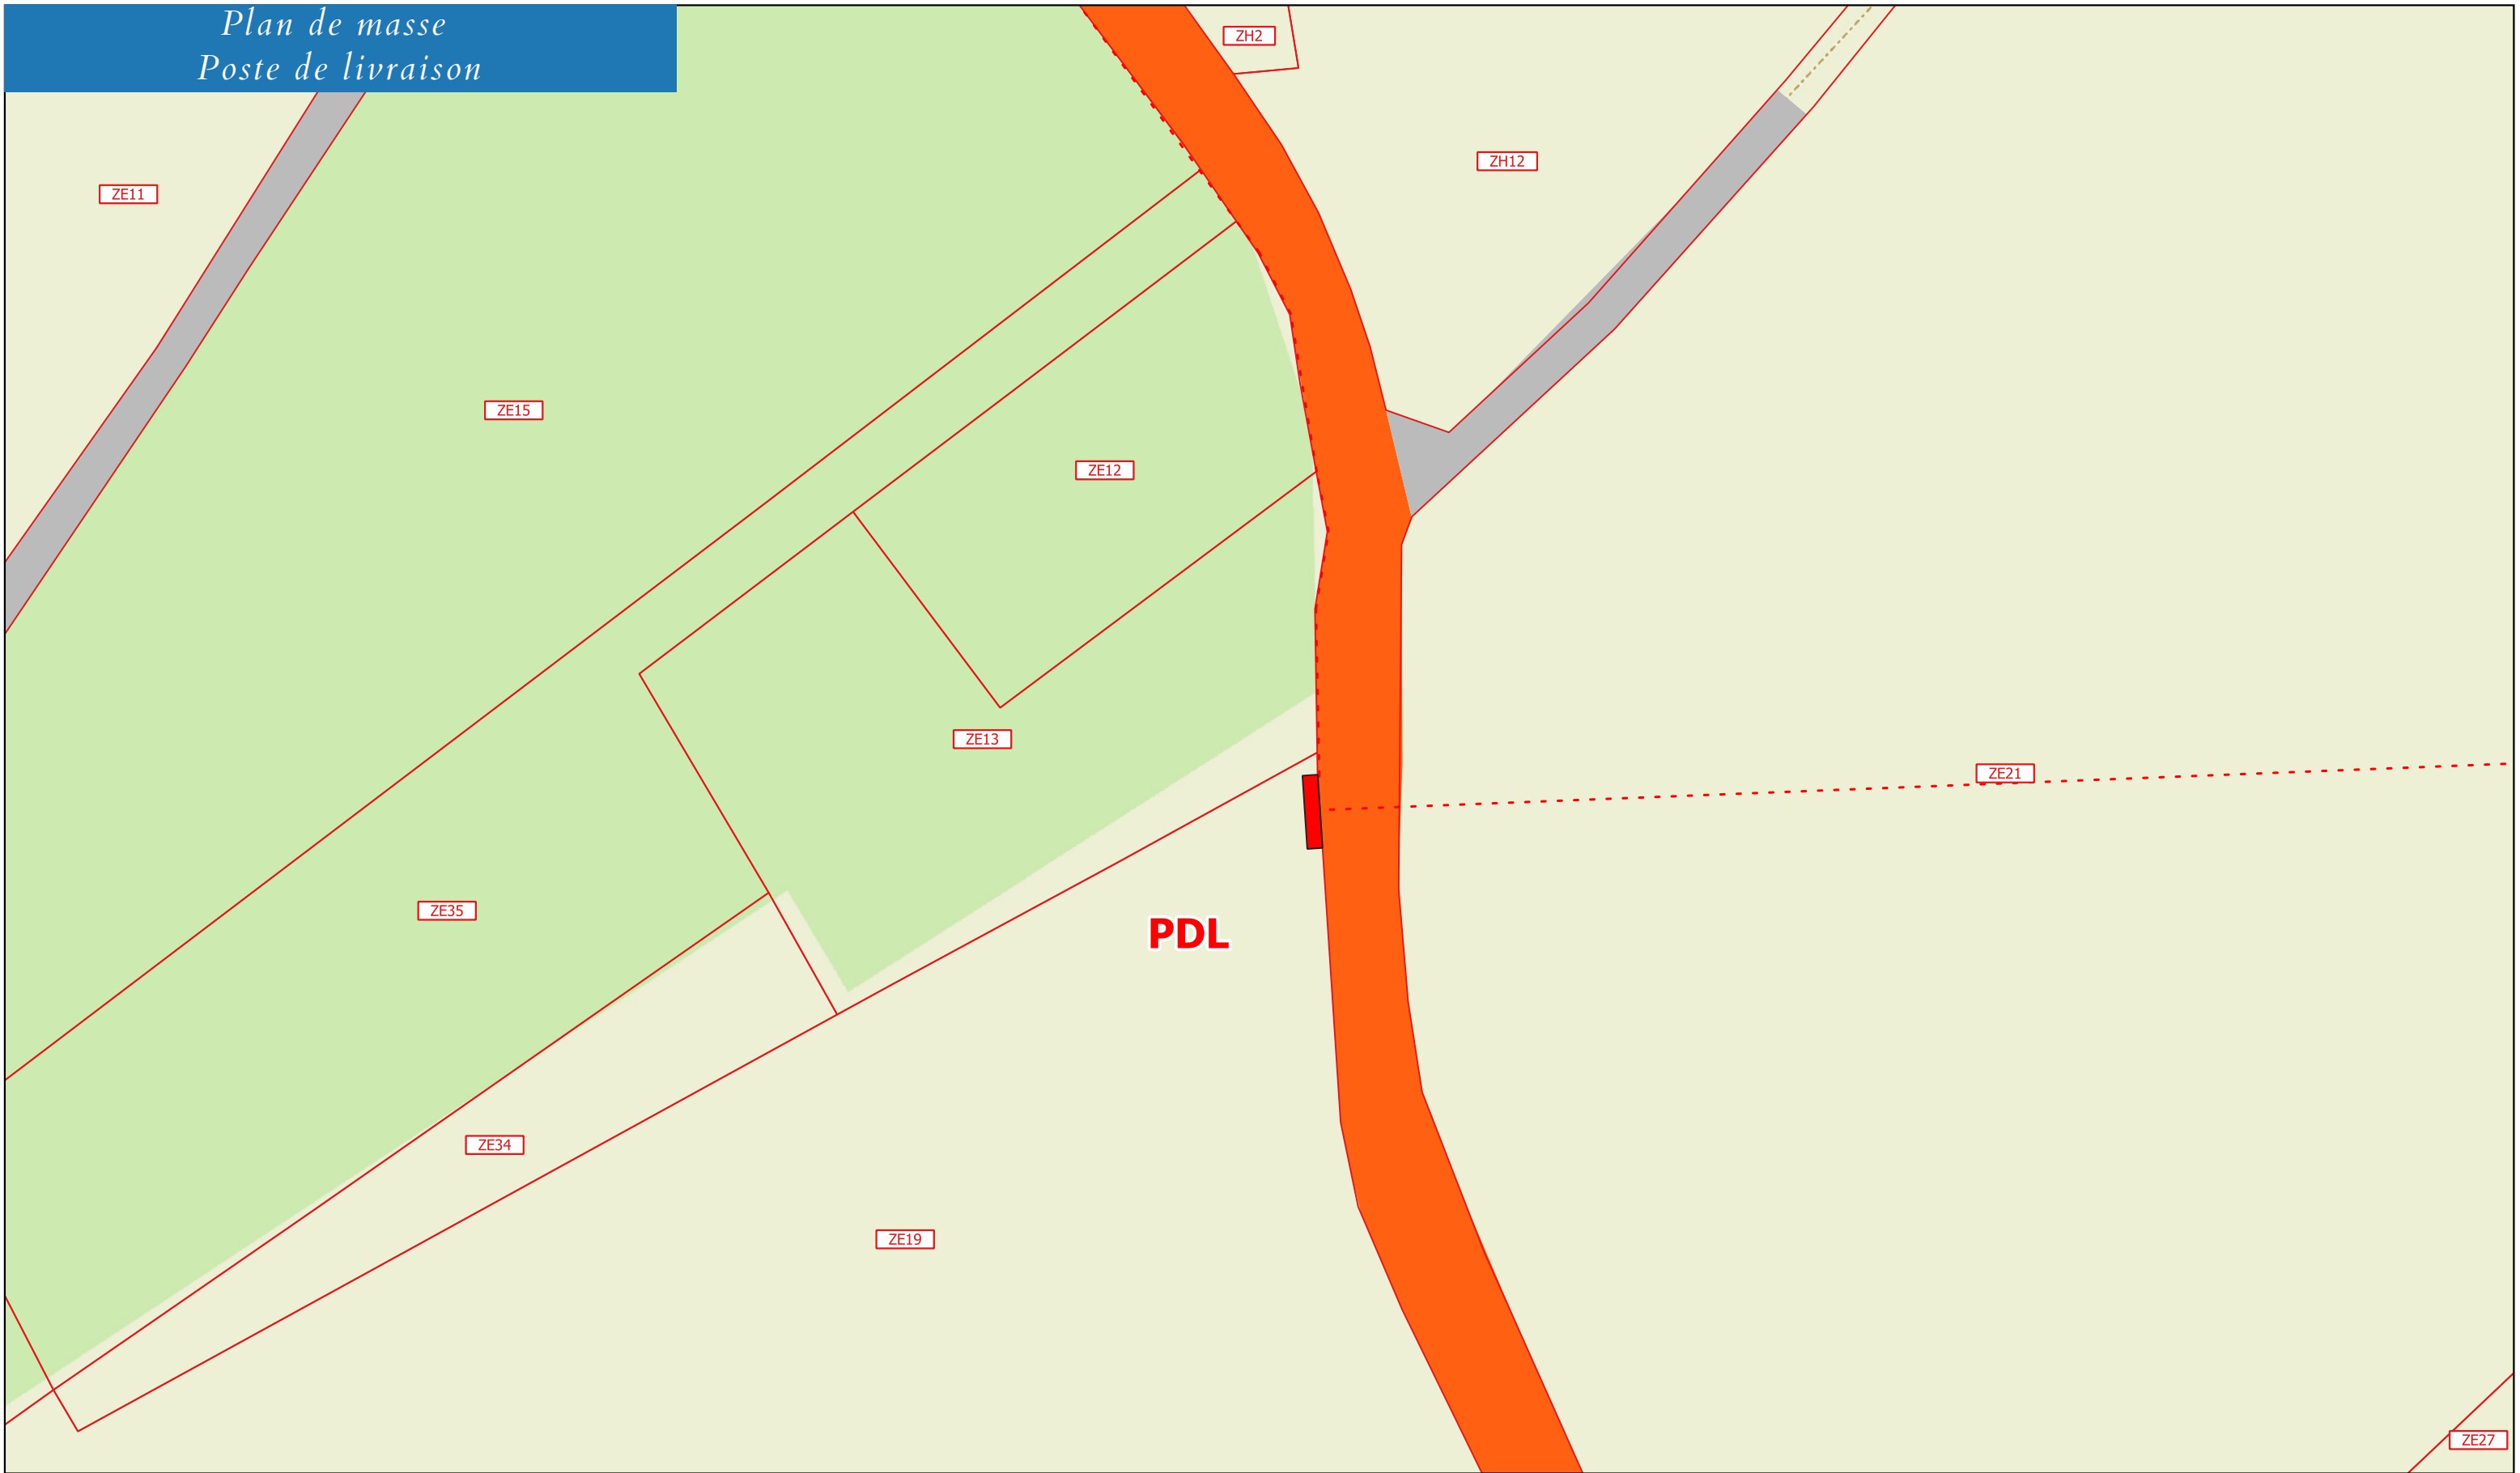 Plan de masse
Poste de livraison
ZH2
ZH12
ZE11
ZE15
ZE12
ZE13
ZE21
ZE35
PDL
ZE34
ZE19
ZE27